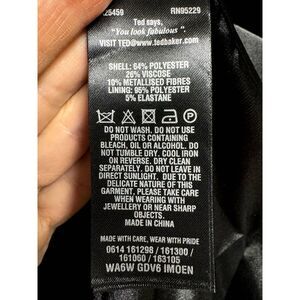 25459 RN95229
Ted says,
"You look fabulous".
VISIT TED@www.tedbaker.com
SHELL: 64% POLYESTER
26% VISCOSE
10% METALLISED FIBRES
LINING: 95% POLYESTER
5% ELASTANE
DO NOT WASH. DO NOT USE
PRODUCTS CONTAINING
BLEACH, OIL OR ALCOHOL. DO
NOT TUMBLE DRY. COOL IRON
ON REVERSE. DRY CLEAN
SEPARATELY. DO NOT LEAVE IN
DIRECT SUNLIGHT. DUE TO THE
DELICATE NATURE OF THIS
GARMENT, PLEASE TAKE CARE
WHEN WEARING WITH
JEWELLERY OR NEAR SHARP
OBJECTS.
MADE IN CHINA
MADE WITH CARE, WEAR WITH PRIDE
0614 161298 / 161300 /
161060 / 163105
WA6W GDV6 IMOEN